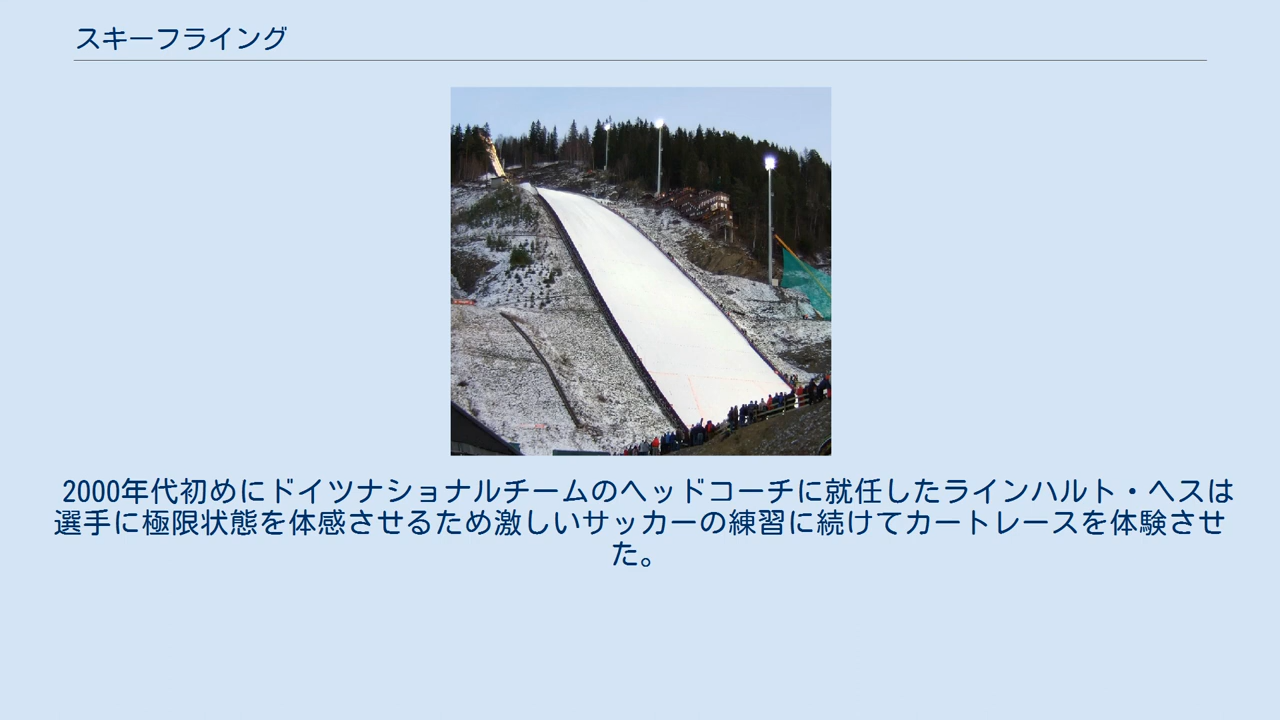 スキーフライング
2000年代初めにドイツナショナルチームのヘッドコーチに就任したラインハルト・ヘスは
選手に極限状態を体感させるため激しいサッカーの練習に続けてカートレースを体験させ
た。